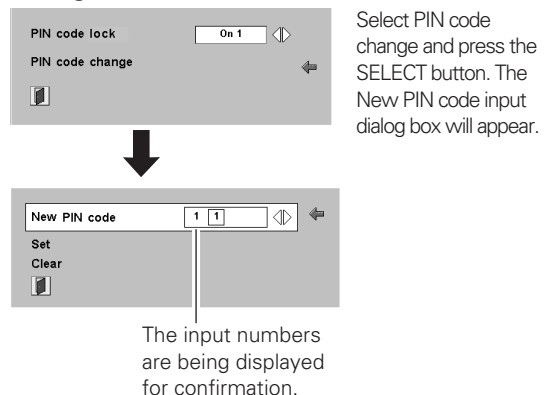 PIN code lock On 1
PIN code change
Select PIN code
change and press the
SELECT button. The
New PIN code input
dialog box will appear.
New PIN code 1 1
Set
Clear
The input numbers
are being displayed
for confirmation.